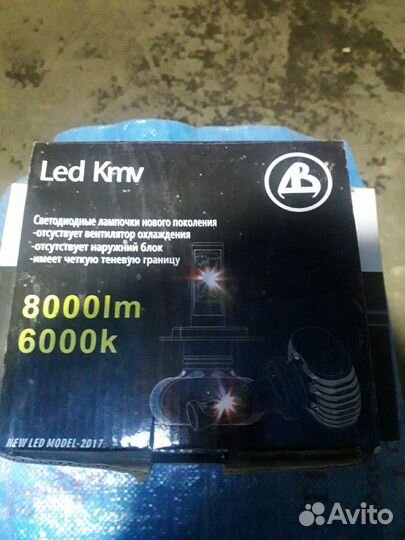 Led Kmv
Светодиодные лампочки нового поколения
-отсуствует вентилятор охлаждения
-отсутствует наружний блок
-имеет четкую теневую границу
8000lm
6000k
NEW LED MODEL-2017
Avito